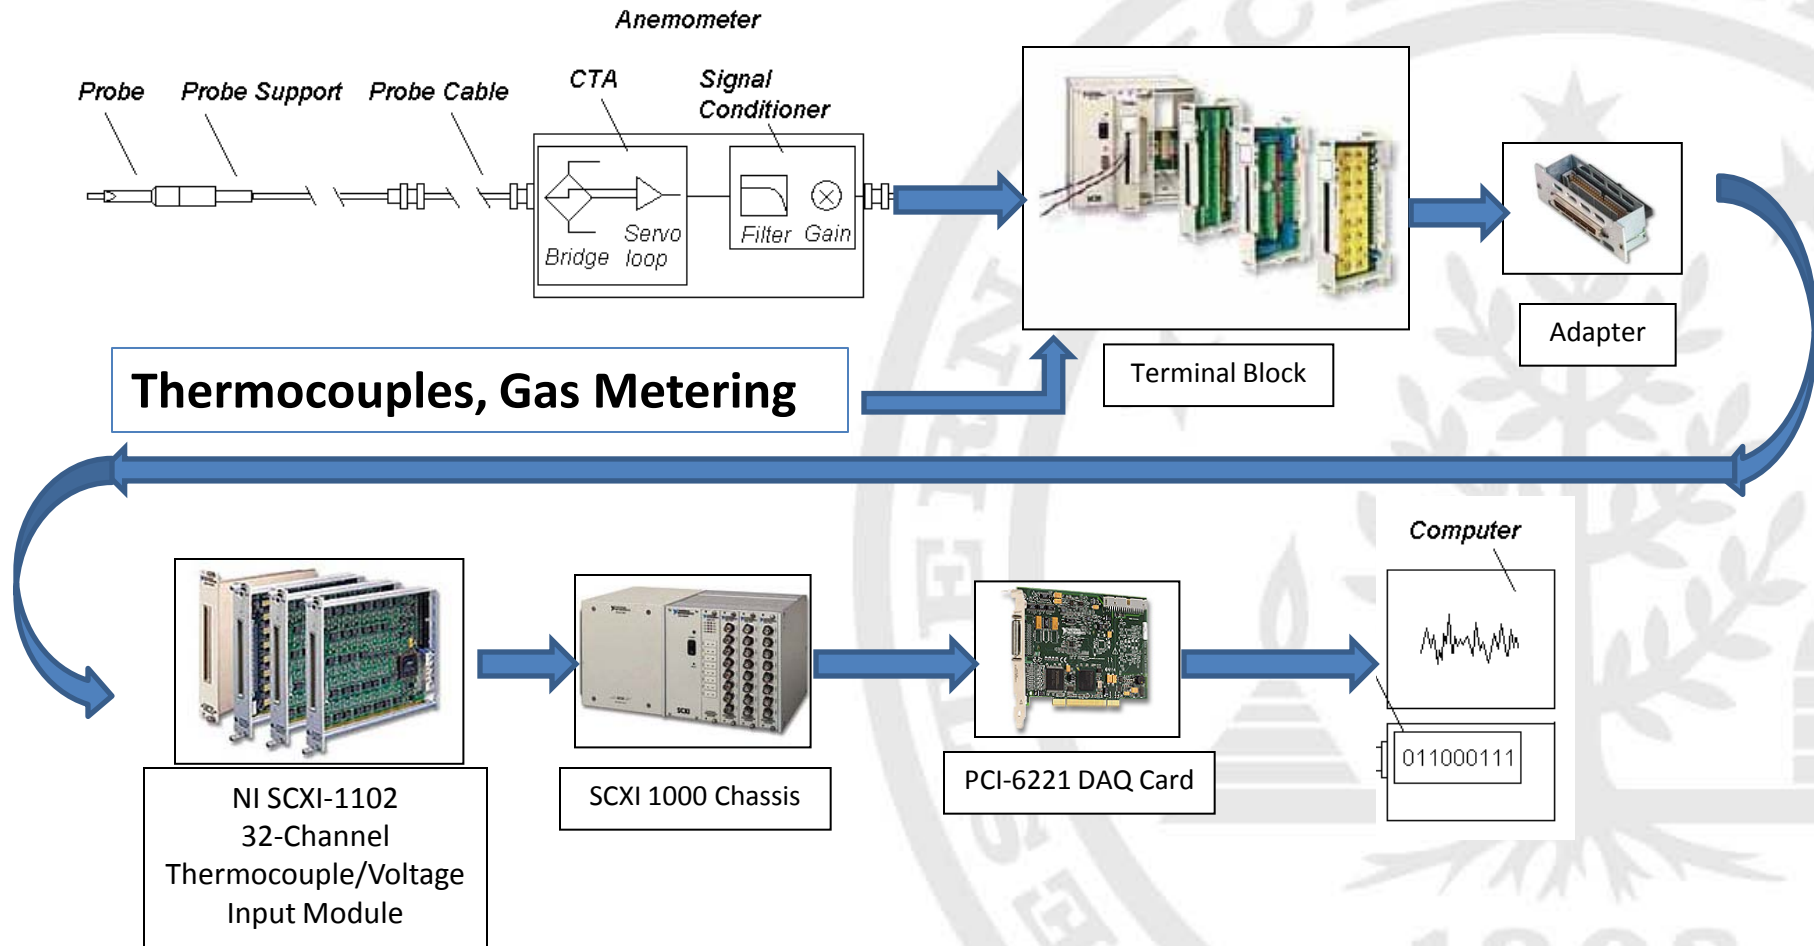 Anemometer
Probe
Probe Support
Probe Cable
CTA
Signal
Conditioner
Bridge
Servo
loop
Filter
Gain
Terminal Block
Adapter
Thermocouples, Gas Metering
NI SCXI-1102
32-Channel
Thermocouple/Voltage
Input Module
SCXI
SCXI 1000 Chassis
PCI-6221 DAQ Card
Computer
011000111